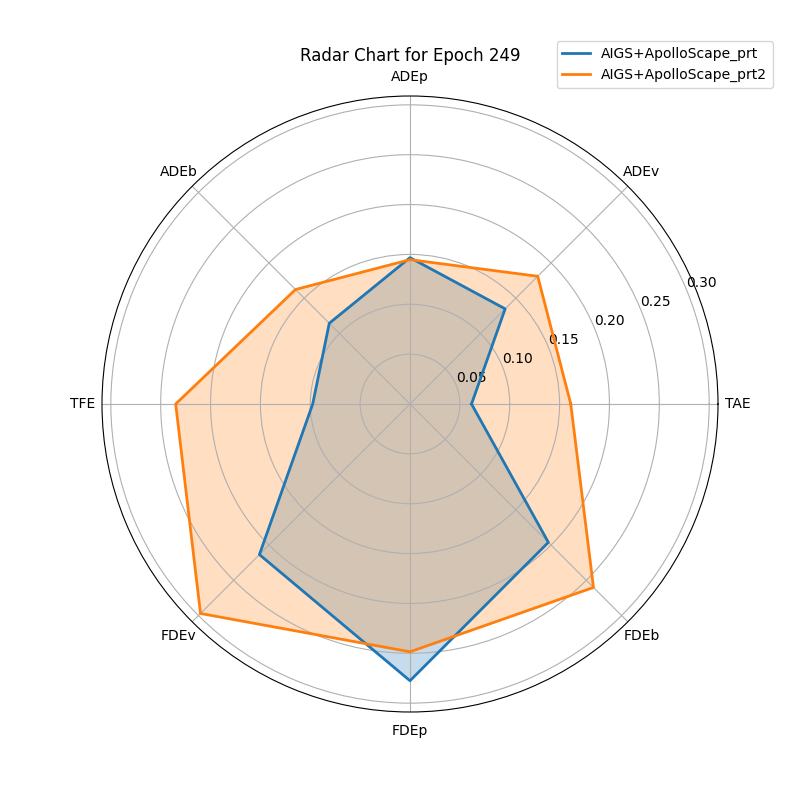 Radar Chart for Epoch 249
AIGS+ApolloScape_prt
AIGS+ApolloScape_prt2
ADEp
ADEb
ADEv
0.30
0.25
0.20
0.15
0.10
0.05
TFE
TAE
FDEv
FDEb
FDEp